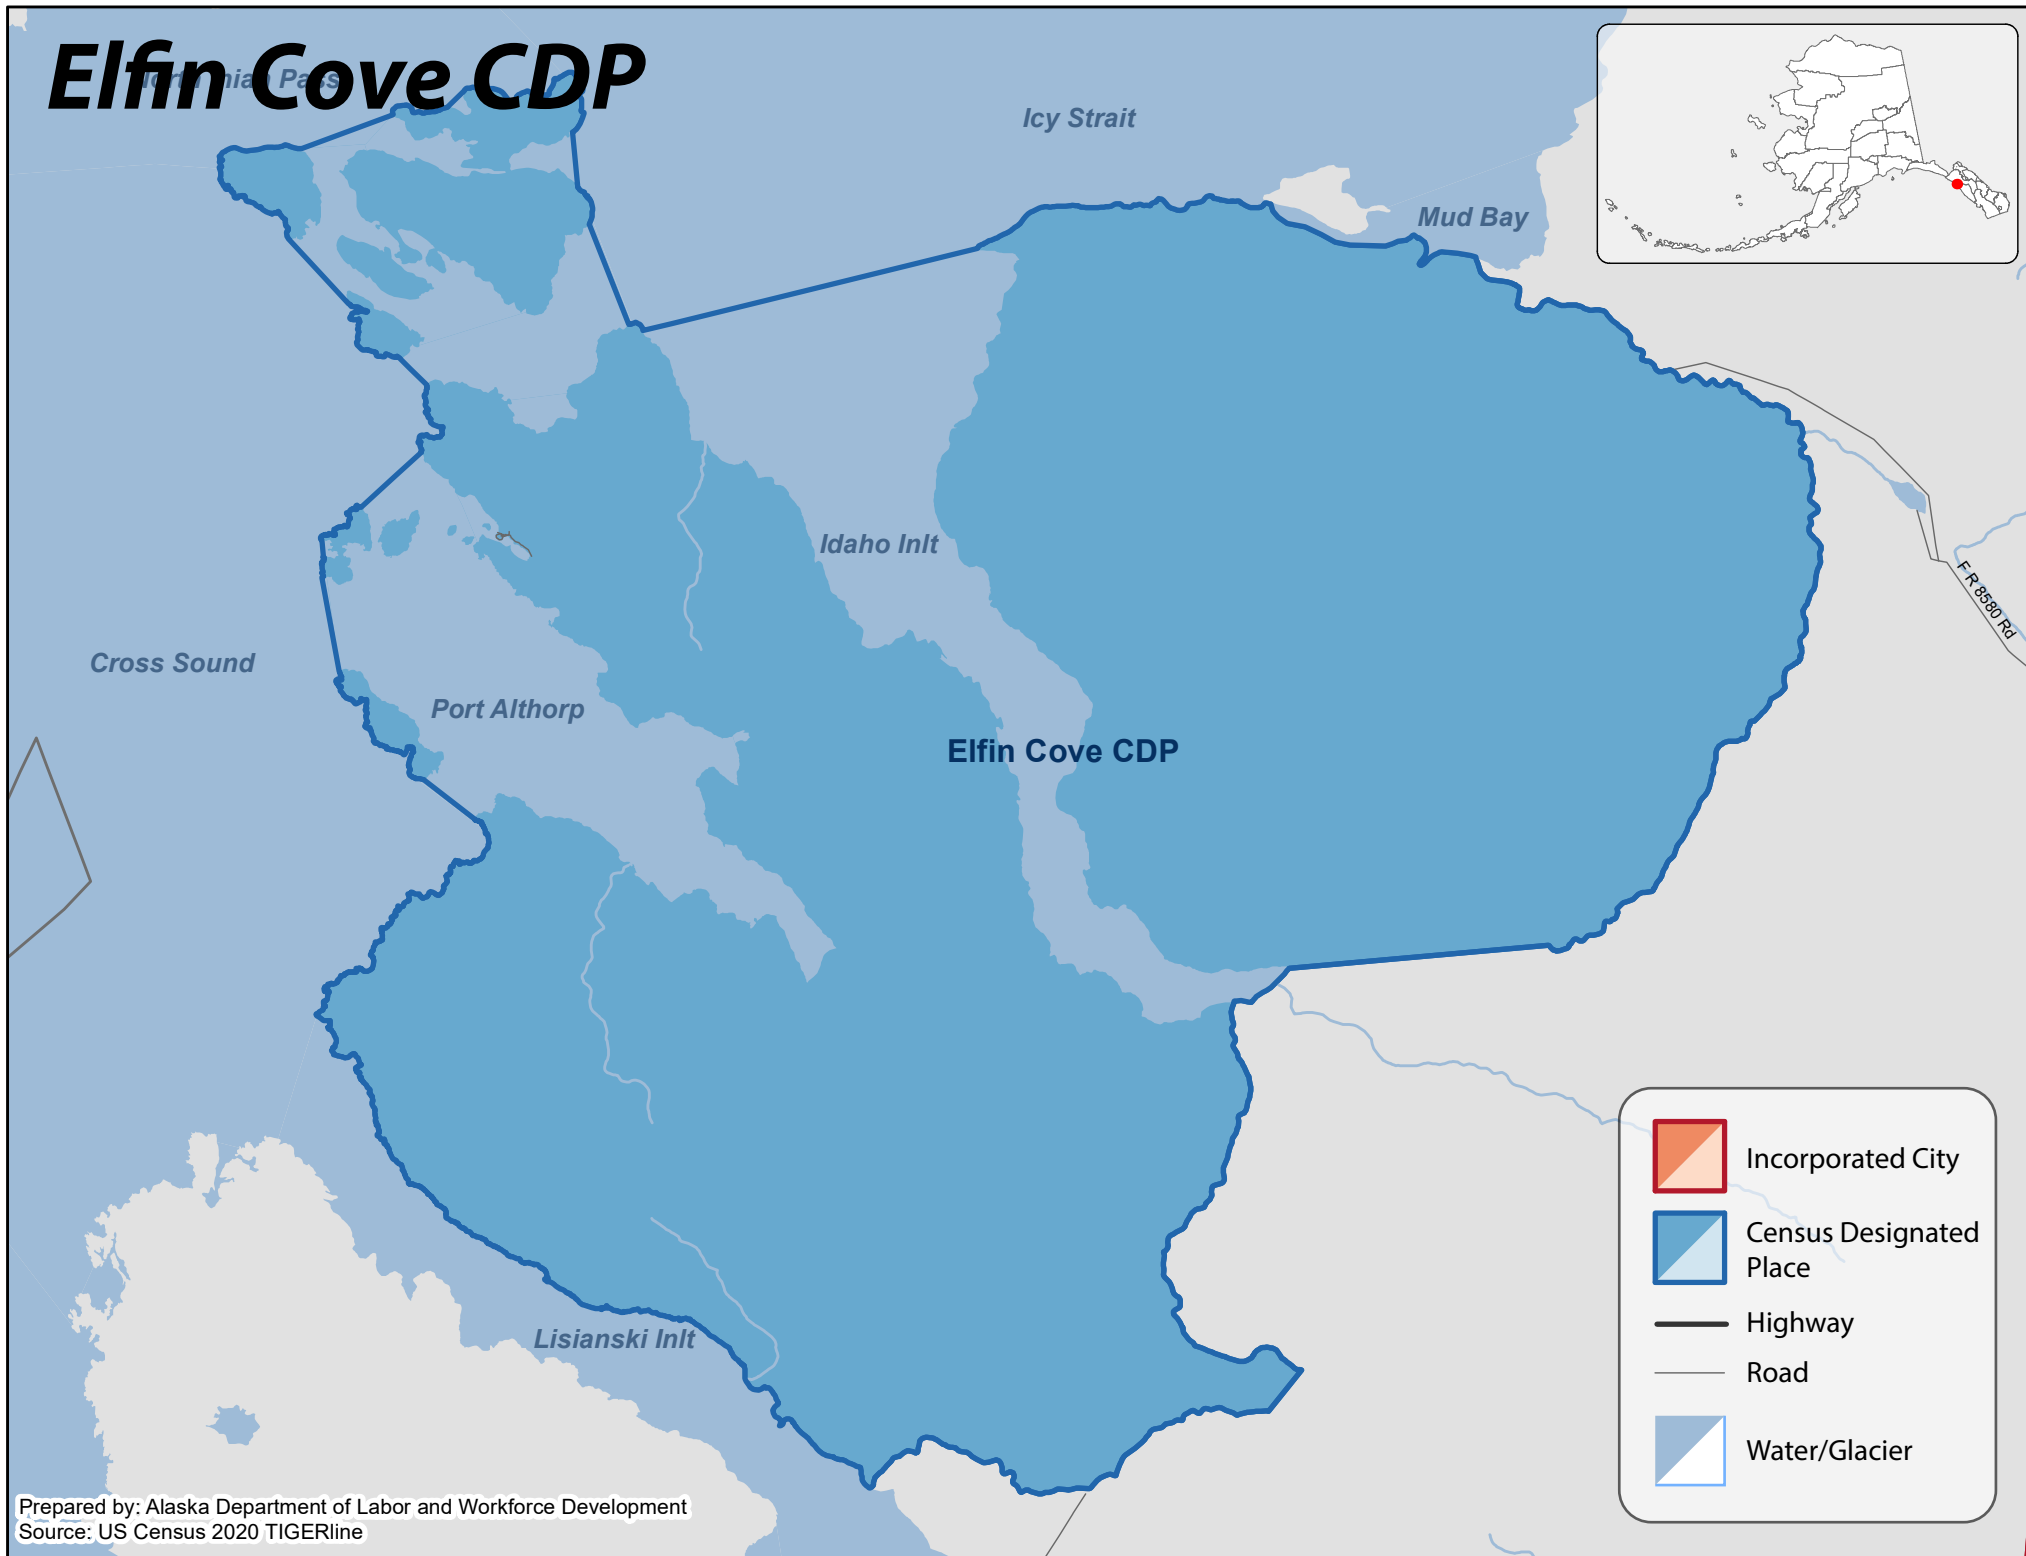 Elfin Cove CDP
Pass
Icy Strait
Mud Bay
Idaho Inlt
F R 8580 Rd
Cross Sound
Port Althorp
Elfin Cove CDP
Lisianski Inlt
Incorporated City
Census Designated
Place
Highway
Road
Water/Glacier
Prepared by: Alaska Department of Labor and Workforce Development
Source: US Census 2020 TIGERline